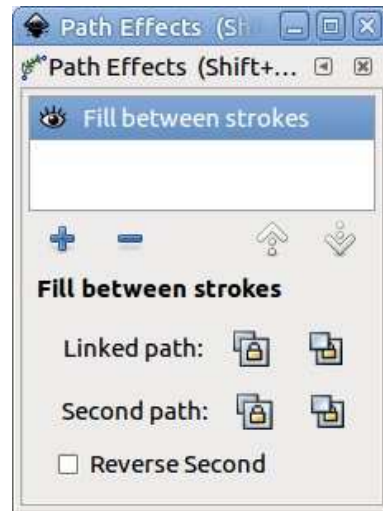 Path Effects (Sh
Path Effects (Shift+...
Fill between strokes
Fill between strokes
Linked path:
Second path:
Reverse Second